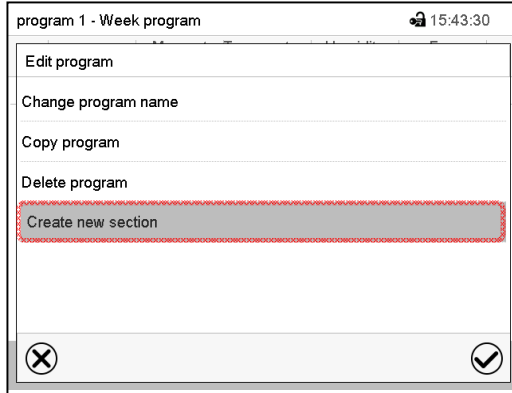 program 1 - Week program 15:43:30
Edit program
Change program name
Copy program
Delete program
Create new section